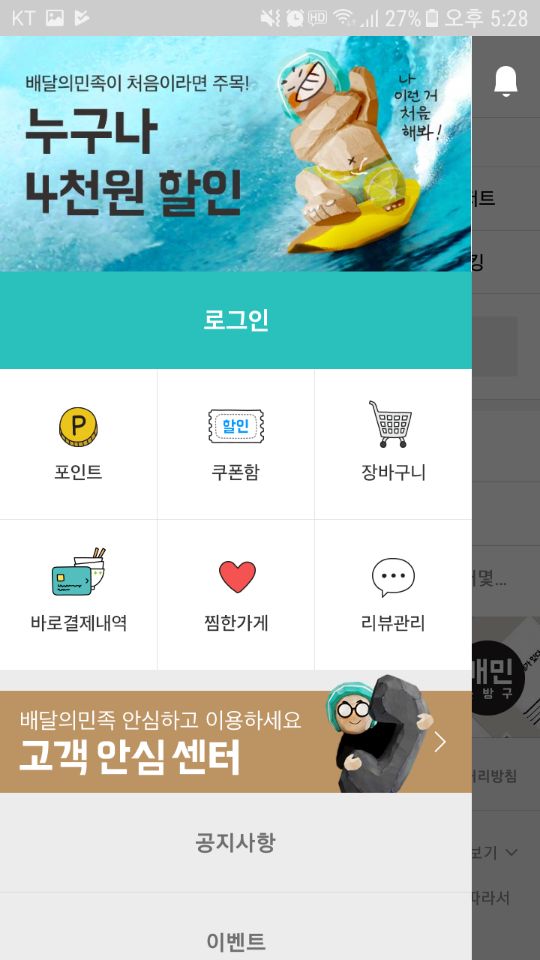 KT 27% 오후 5:28
배달의민족이 처음이라면 주목!
누구나
4천원 할인
나
이런 거
처음
해봐!
로그인
P
할인
포인트 쿠폰함 장바구니
바로결제내역 찜한가게 리뷰관리
배달의민족 안심하고 이용하세요
고객 안심 센터
공지사항
이벤트
트
킹
몇...
배민
방구
리방침
보기
따라서